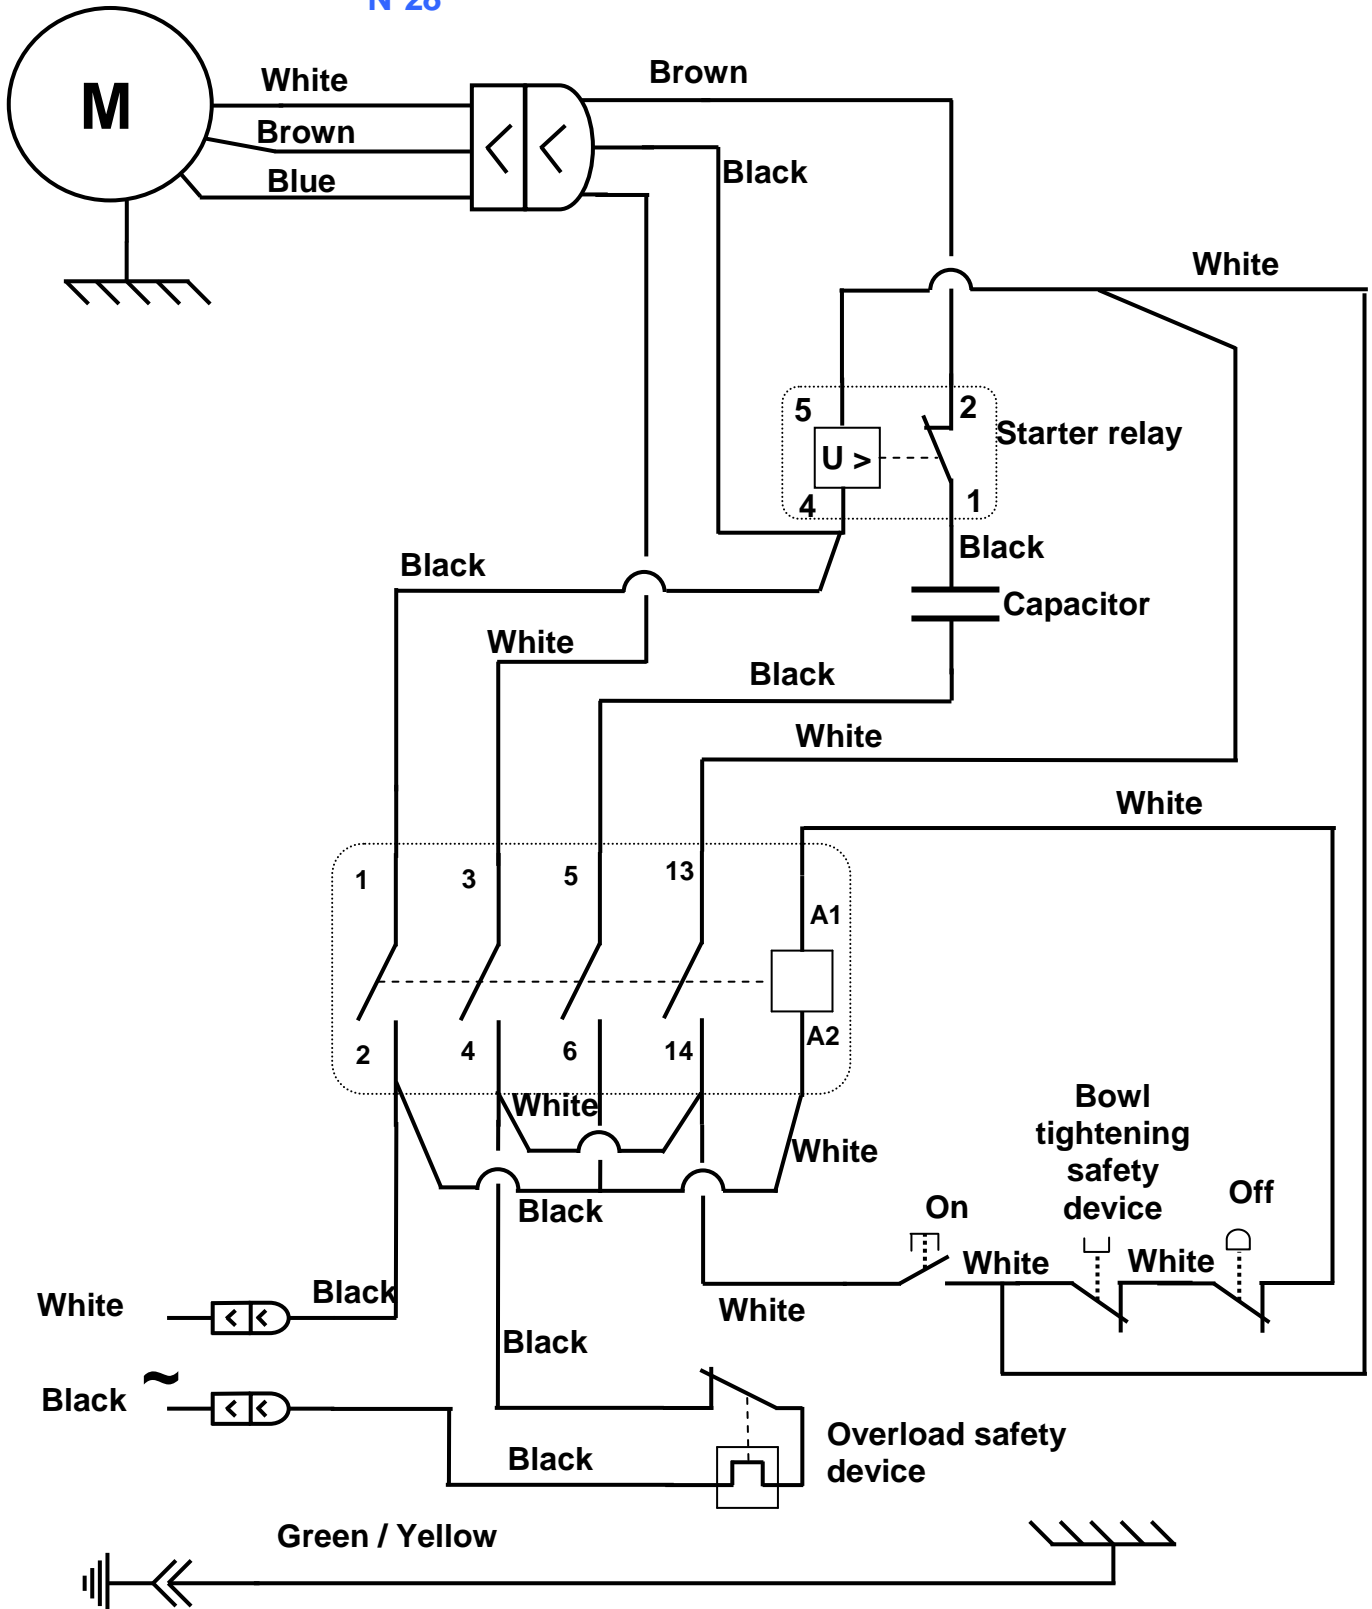 N°28
White
Brown
M
Brown
Black
Blue
White
5
2
Starter relay
U >
4
1
Black
Black
Capacitor
White
Black
White
White
1
3
5
13
A1
2
4
6
14
A2
White
White
Bowl
tightening
safety
device
Off
On
Black
White
White
Black
White
White
Black
~
Black
Overload safety
device
Black
Green / Yellow